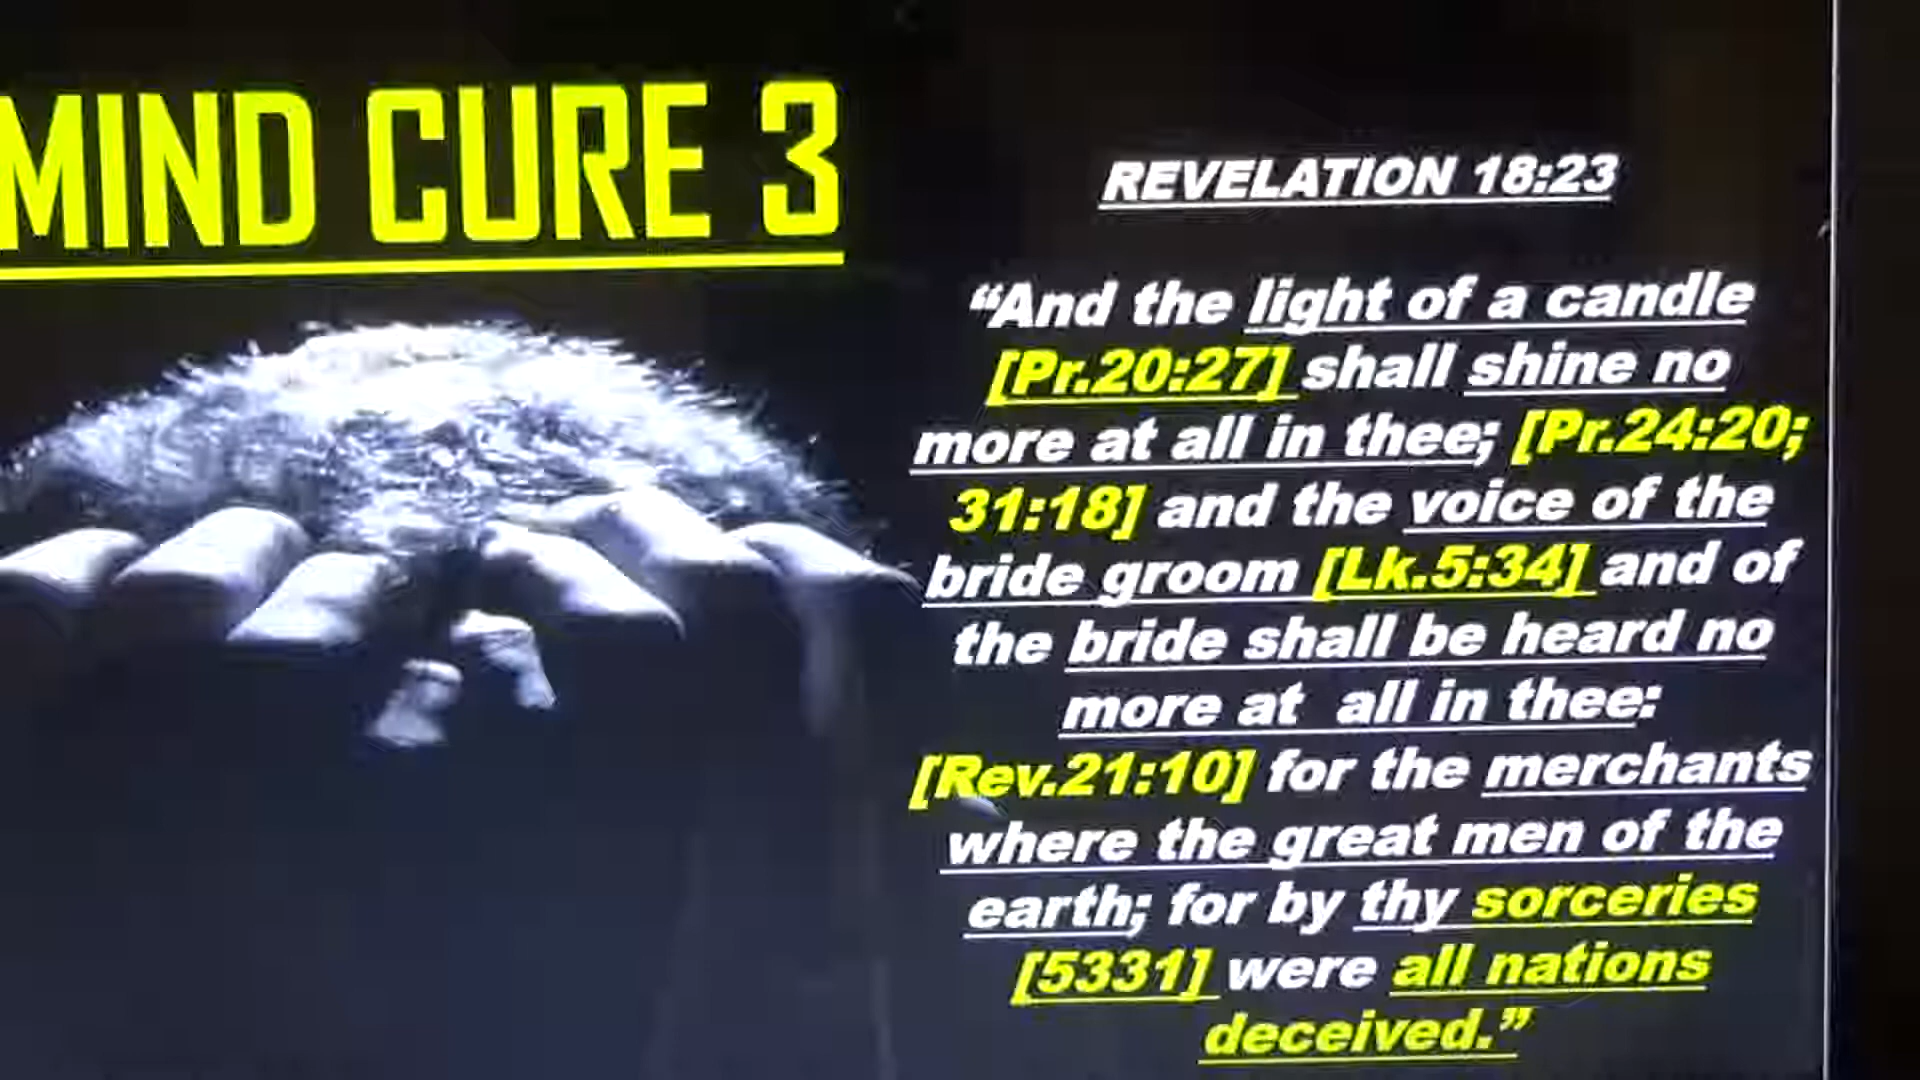 MIND CURE 3
REVELATION 18:23
“And the light of a candle
[Pr.20:27] shall shine no
more at all in thee; [Pr.24:20;
31:18] and the voice of the
bride groom [Lk.5:34] and of
the bride shall be heard no
more at all in thee:
[Rev.21:10] for the merchants
where the great men of the
earth; for by thy sorceries
[5331] were all nations
deceived.”